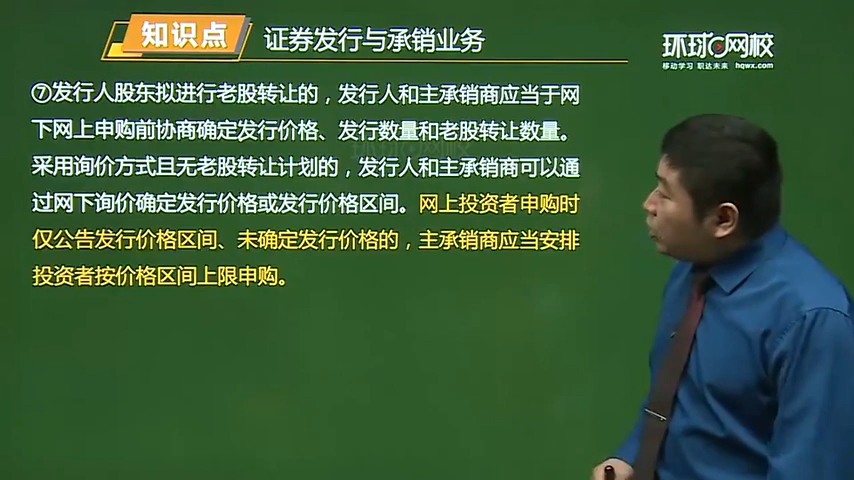 知识点
证券发行与承销业务
环球网校
移动学习 职达未来 hqwx.com
⑦发行人股东拟进行老股转让的，发行人和主承销商应当于网
下网上申购前协商确定发行价格、发行数量和老股转让数量。
采用询价方式且无老股转让计划的，发行人和主承销商可以通
过网下询价确定发行价格或发行价格区间。网上投资者申购时
仅公告发行价格区间、未确定发行价格的，主承销商应当安排
投资者按价格区间上限申购。